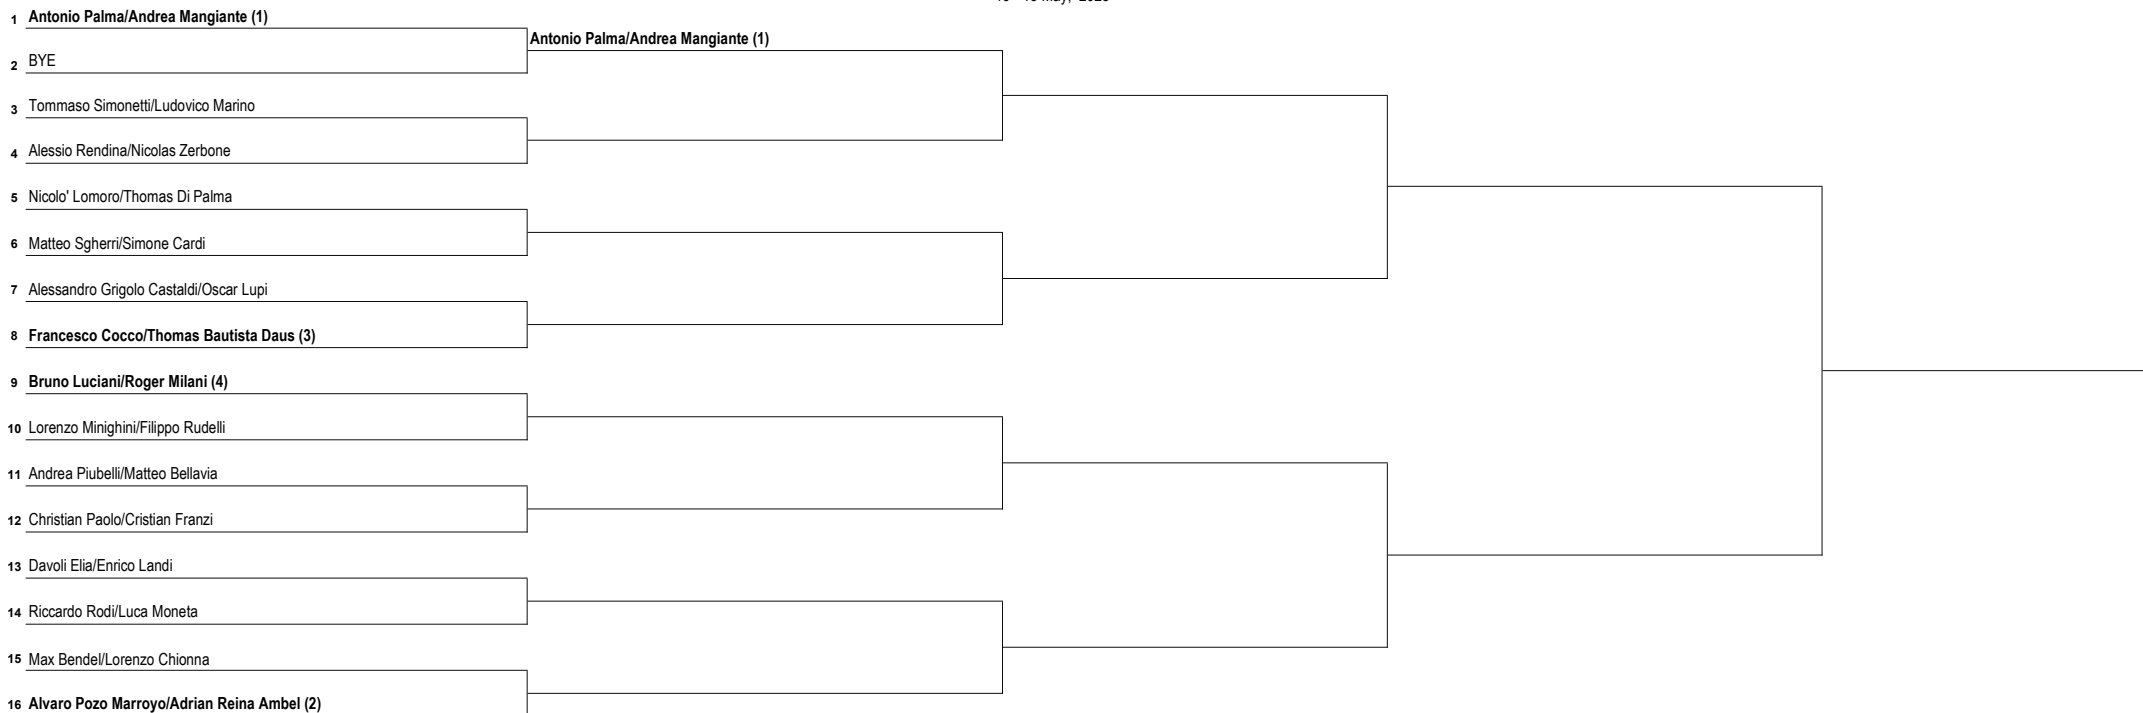 1 Antonio Palma/Andrea Mangiante (1)
Antonio Palma/Andrea Mangiante (1)
2 BYE
3 Tommaso Simonetti/Ludovico Marino
4 Alessio Rendina/Nicolas Zerbone
5 Nicolo' Lomoro/Thomas Di Palma
6 Matteo Sgherri/Simone Cardi
7 Alessandro Grigolo Castaldi/Oscar Lupi
8 Francesco Cocco/Thomas Bautista Daus (3)
9 Bruno Luciani/Roger Milani (4)
10 Lorenzo Minighini/Filippo Rudelli
11 Andrea Piubelli/Matteo Bellavia
12 Christian Paolo/Cristian Franzi
13 Davoli Elia/Enrico Landi
14 Riccardo Rodi/Luca Moneta
15 Max Bendel/Lorenzo Chionna
16 Alvaro Pozo Marroyo/Adrian Reina Ambel (2)